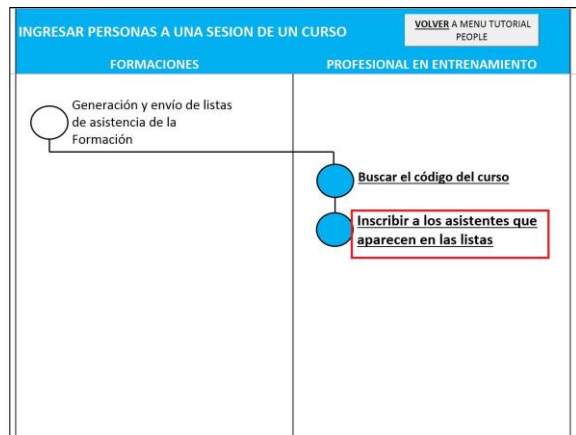 INGRESAR PERSONAS A UNA SESION DE UN CURSO
VOLVER A MENU TUTORIAL
PEOPLE
FORMACIONES
PROFESIONAL EN ENTRENAMIENTO
Generación y envío de listas
de asistencia de la
Formación
Buscar el código del curso
Inscribir a los asistentes que
aparecen en las listas